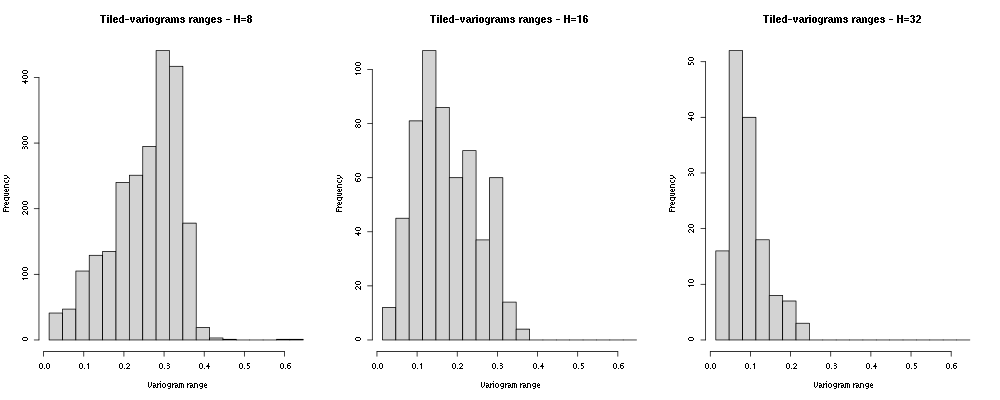 Tiled-variograms ranges - H=8
Frequency
0 100 200 300 400
0.0 0.1 0.2 0.3 0.4 0.5 0.6
Variogram range
Tiled-variograms ranges - H=16
Frequency
0 20 40 60 80 100
0.0 0.1 0.2 0.3 0.4 0.5 0.6
Variogram range
Tiled-variograms ranges - H=32
Frequency
0 10 20 30 40 50
0.0 0.1 0.2 0.3 0.4 0.5 0.6
Variogram range